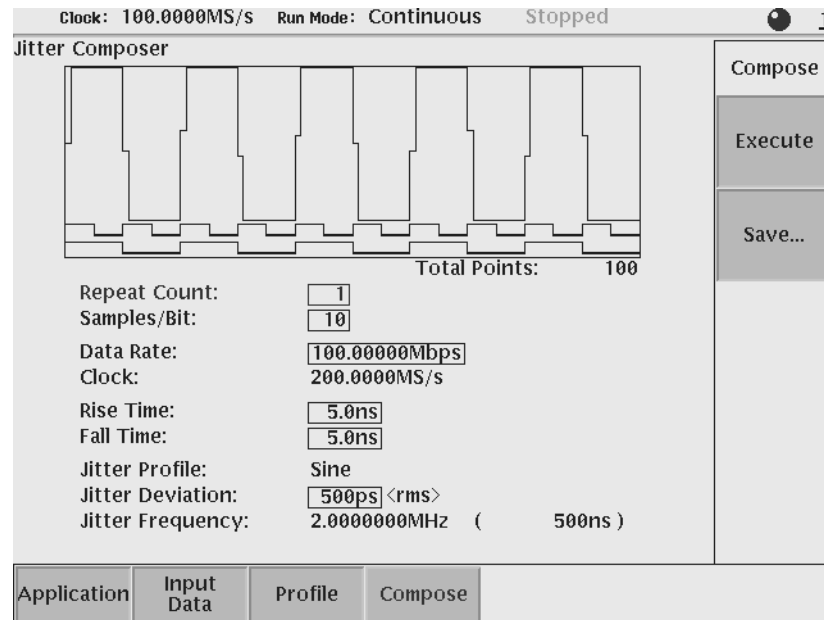 Clock: 100.0000MS/s Run Mode: Continuous Stopped
Jitter Composer
Compose
Execute
Save...
Total Points: 100
Repeat Count: 1
Samples/Bit: 10
Data Rate: 100.00000Mbps
Clock: 200.0000MS/s
Rise Time: 5.0ns
Fall Time: 5.0ns
Jitter Profile: Sine
Jitter Deviation: 500ps <rms>
Jitter Frequency: 2.0000000MHz ( 500ns )
Application
Input Data
Profile
Compose